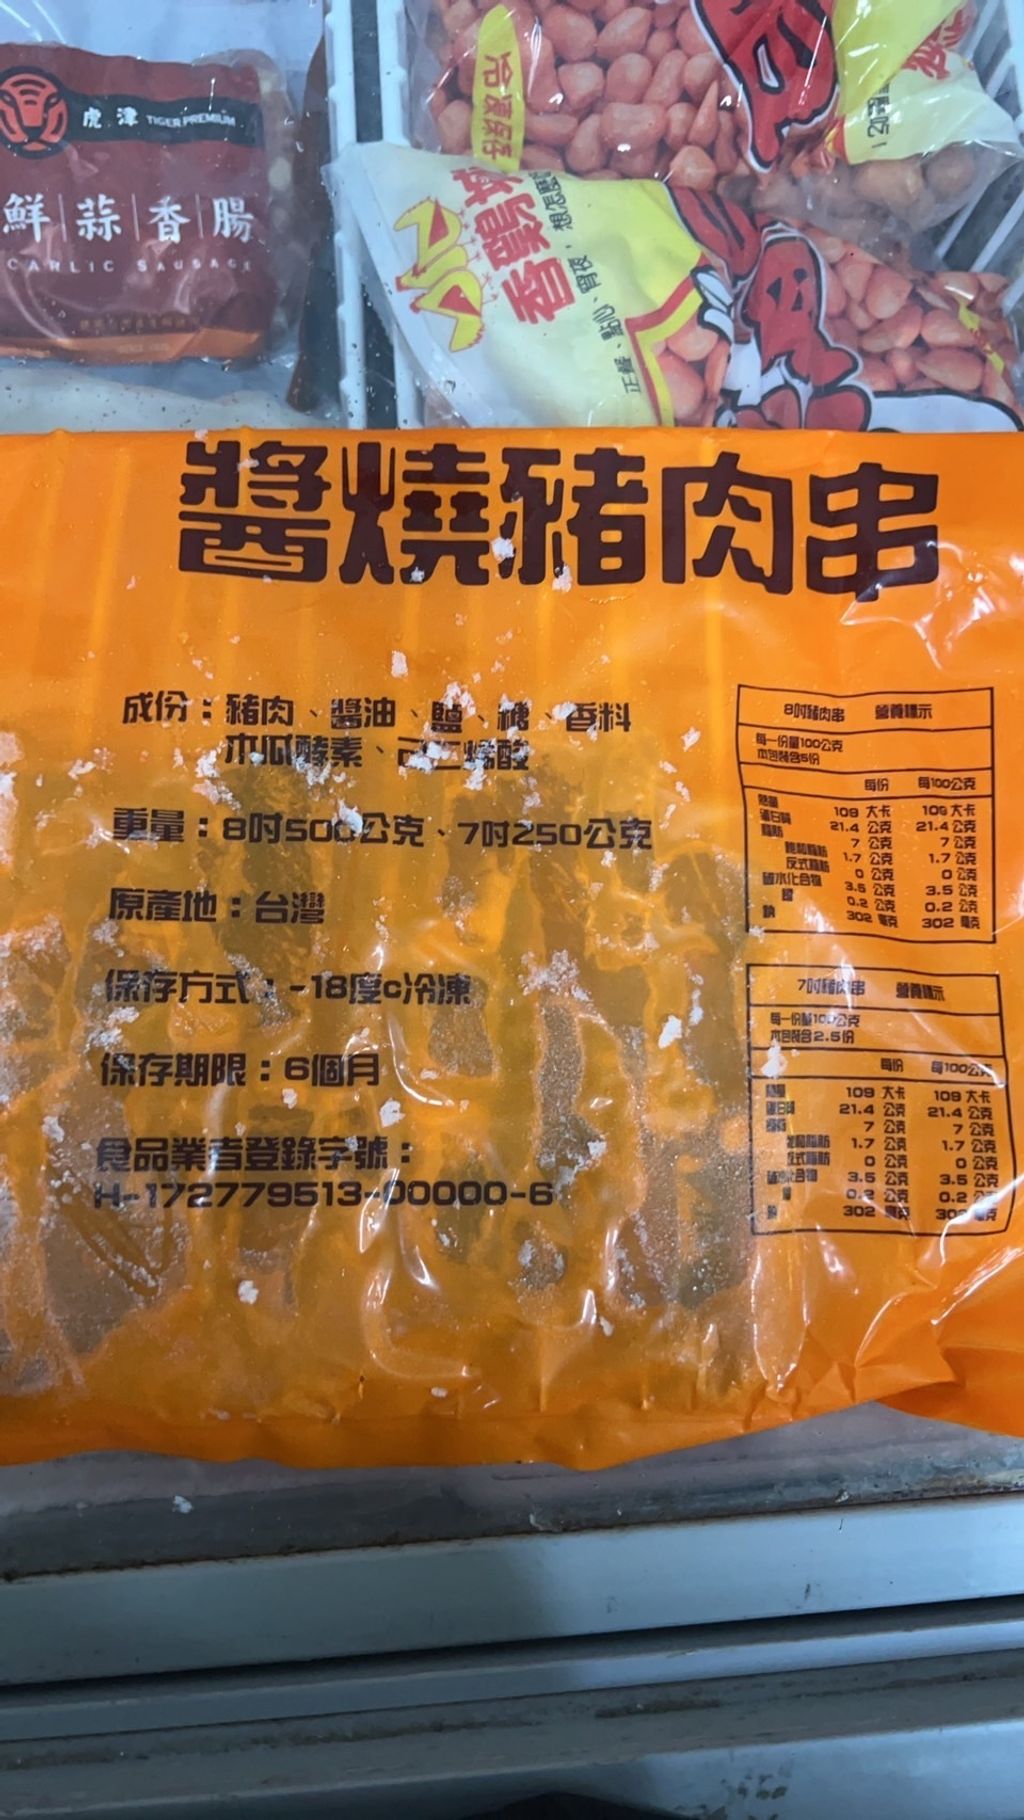 虎津 TIGER PREMIUM
鮮蒜香腸
GARLIC SAUSAGE
香雞
正餐、點心、宵夜,想怎麼
醬燒豬肉串
成份：豬肉、醬油、鹽、糖、香料
木瓜酵素、己二烯酸
重量：8吋500公克、7吋250公克
原產地：台灣
保存方式：-18度c冷凍
保存期限：6個月
食品業者登錄字號：
H-172779513-00000-6
8吋豬肉串 營養標示
每一份量100公克
本包裝含5份
每份 每100公克
熱量 109 大卡 109 大卡
蛋白質 21.4 公克 21.4 公克
脂肪 7 公克 7 公克
飽和脂肪 1.7 公克 1.7 公克
反式脂肪 0 公克 0 公克
碳水化合物 3.5 公克 3.5 公克
糖 0.2 公克 0.2 公克
鈉 302 毫克 302 毫克
7吋豬肉串 營養標示
每一份量100公克
本包裝含2.5份
每份 每100公克
熱量 109 大卡 109 大卡
蛋白質 21.4 公克 21.4 公克
脂肪 7 公克 7 公克
飽和脂肪 1.7 公克 1.7 公克
反式脂肪 0 公克 0 公克
碳水化合物 3.5 公克 3.5 公克
糖 0.2 公克 0.2 公克
鈉 302 毫克 302 毫克